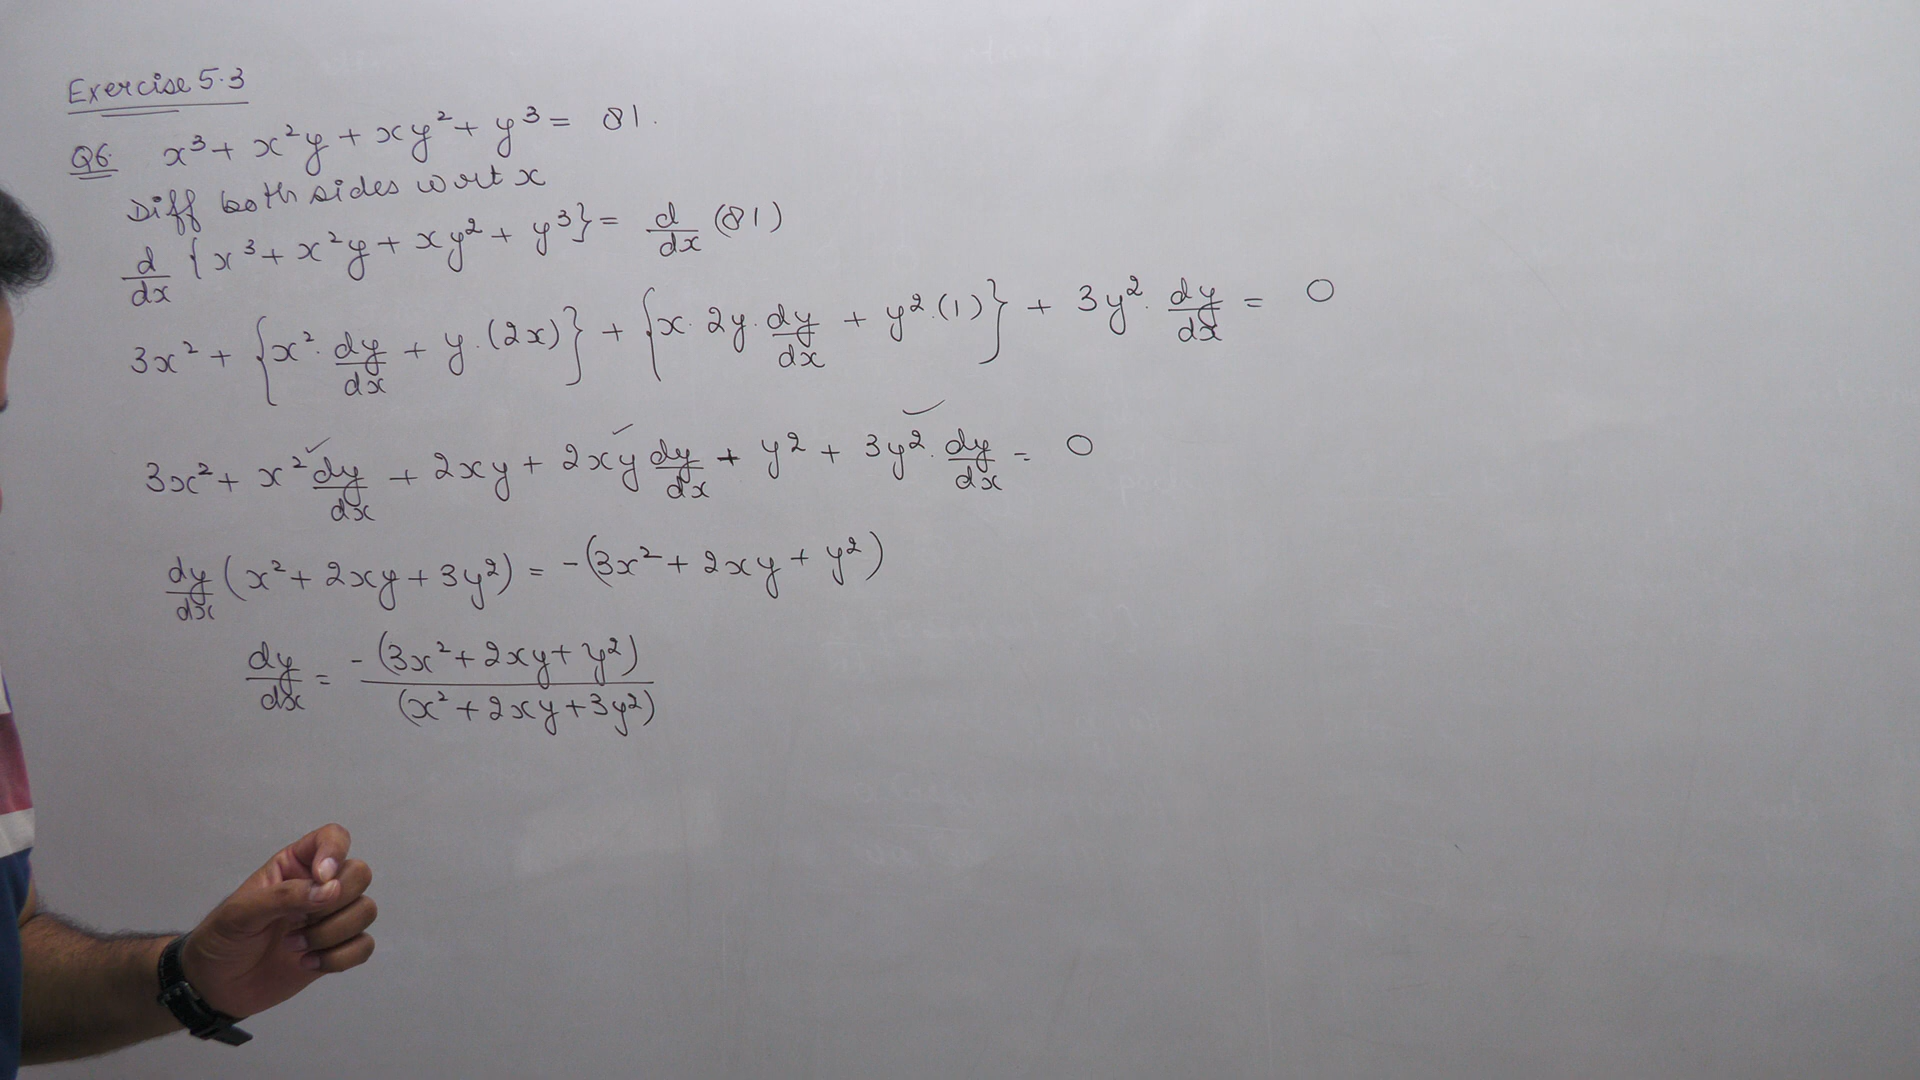 Exercise 5.3
Q6. x³ + x²y + xy² + y³ = 81.
Diff both sides wrt x
d/dx {x³ + x²y + xy² + y³} = d/dx (81)
3x² + {x². dy/dx + y.(2x)} + {x. 2y. dy/dx + y².(1)} + 3y². dy/dx = 0
3x² + x² dy/dx + 2xy + 2xy dy/dx + y² + 3y². dy/dx = 0
dy/dx (x² + 2xy + 3y²) = -(3x² + 2xy + y²)
dy/dx = -(3x² + 2xy + y²)/(x² + 2xy + 3y²)